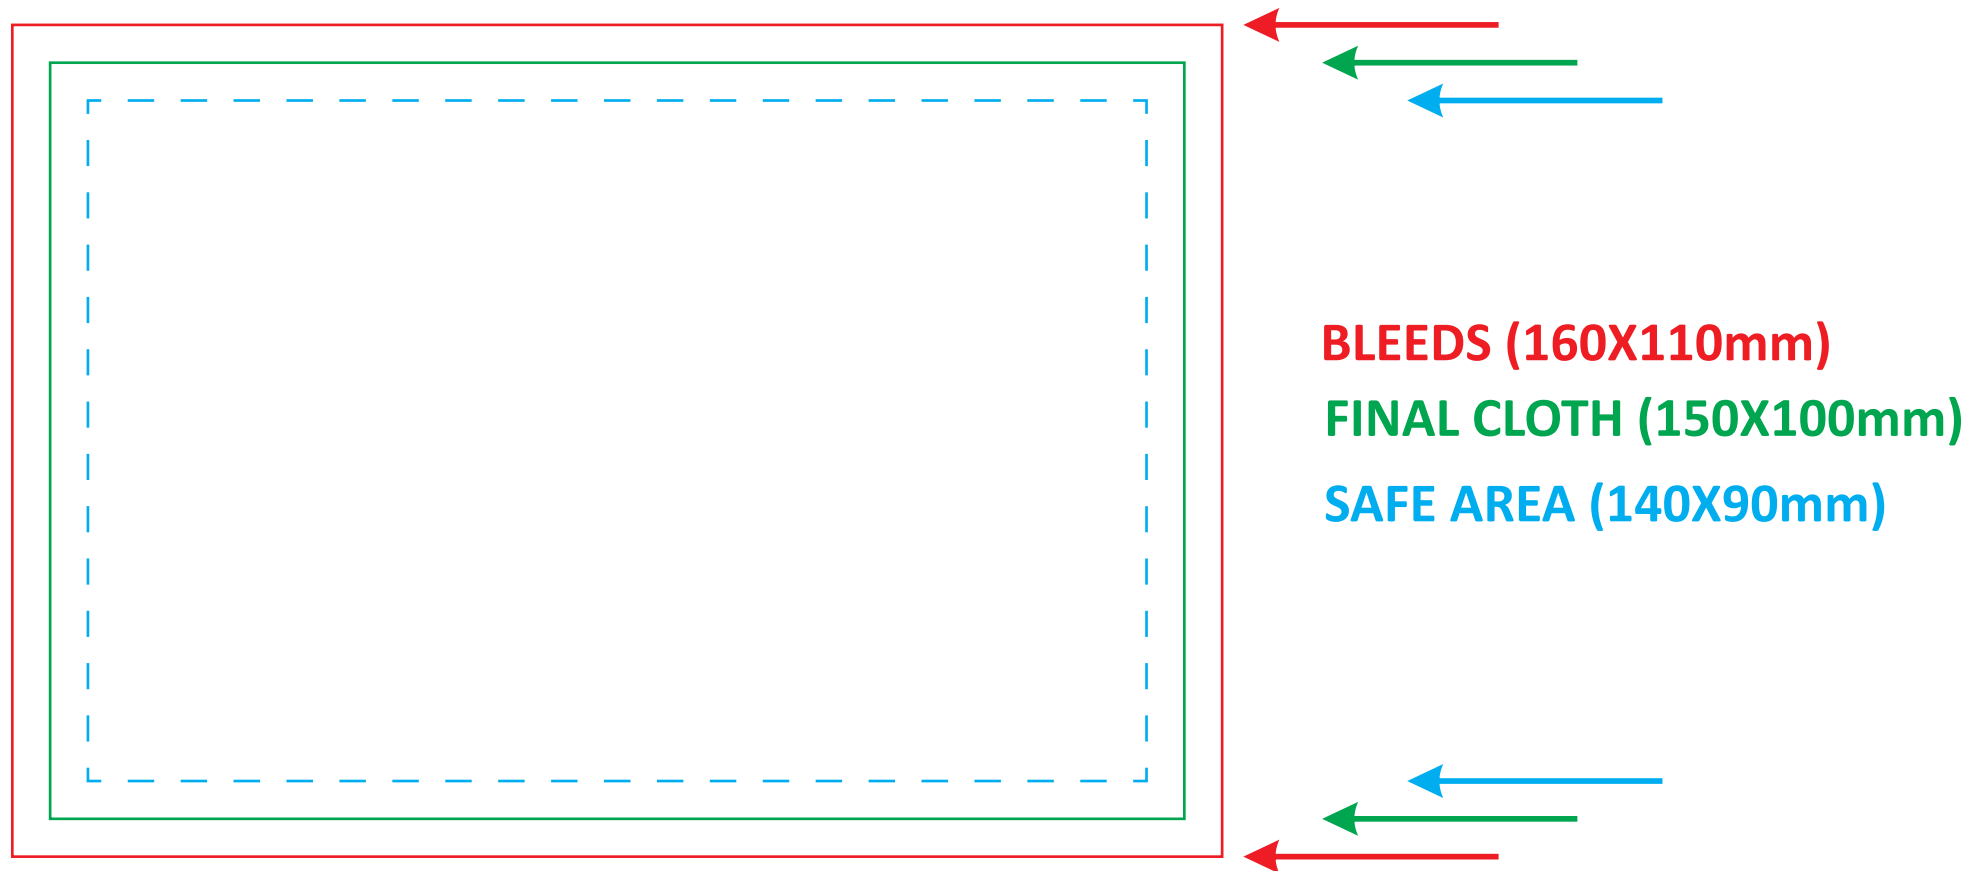 BLEEDS (160X110mm)
FINAL CLOTH (150X100mm)
SAFE AREA (140X90mm)